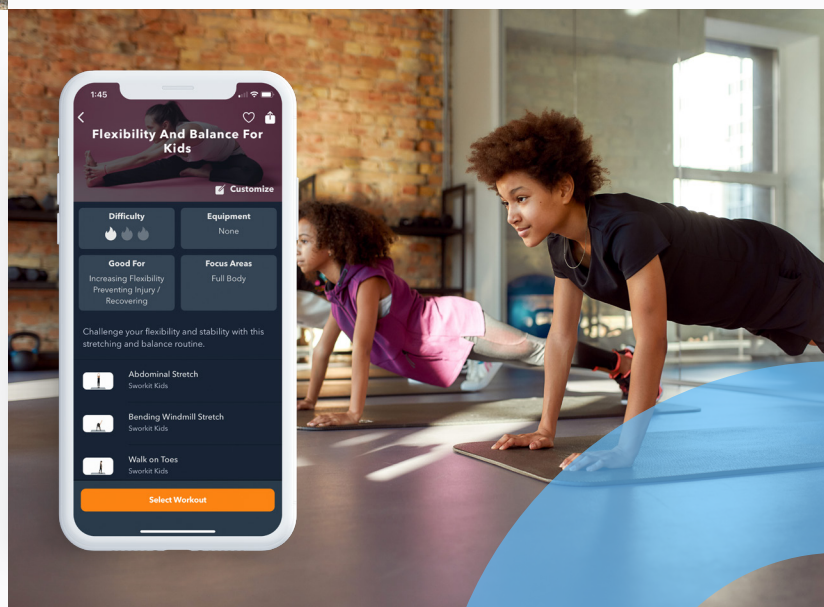 1:45
Flexibility And Balance For
Kids
Customize
Difficulty
Equipment
None
Good For
Increasing Flexibility
Preventing Injury /
Recovering
Focus Areas
Full Body
Challenge your flexibility and stability with this
stretching and balance routine.
Abdominal Stretch
Sworkit Kids
Bending Windmill Stretch
Sworkit Kids
Walk on Toes
Sworkit Kids
Select Workout